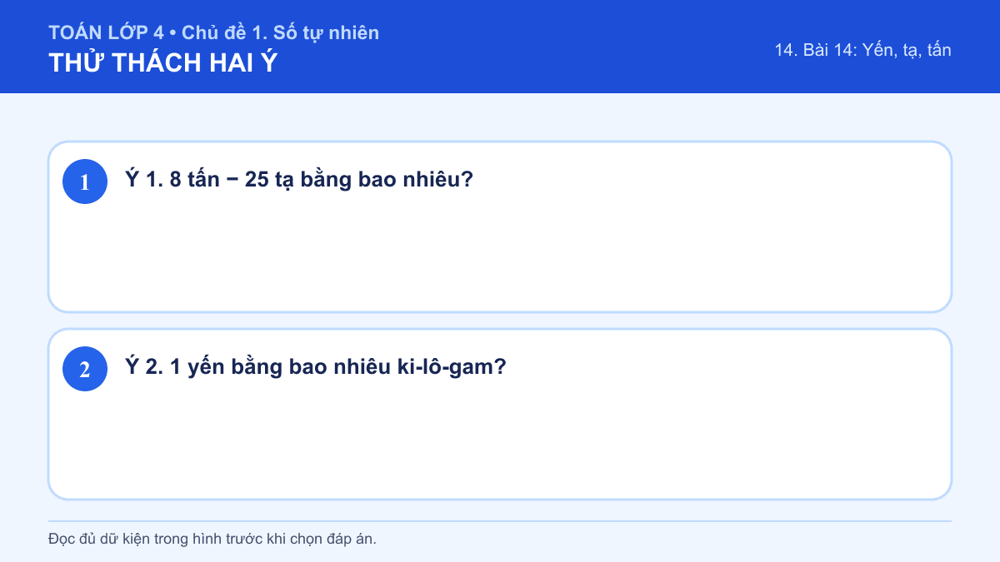 TOÁN LỚP 4 • Chủ đề 1. Số tự nhiên
THỬ THÁCH HAI Ý
14. Bài 14: Yến, tạ, tấn
1
Ý 1. 8 tấn − 25 tạ bằng bao nhiêu?
2
Ý 2. 1 yến bằng bao nhiêu ki-lô-gam?
Đọc đủ dữ kiện trong hình trước khi chọn đáp án.